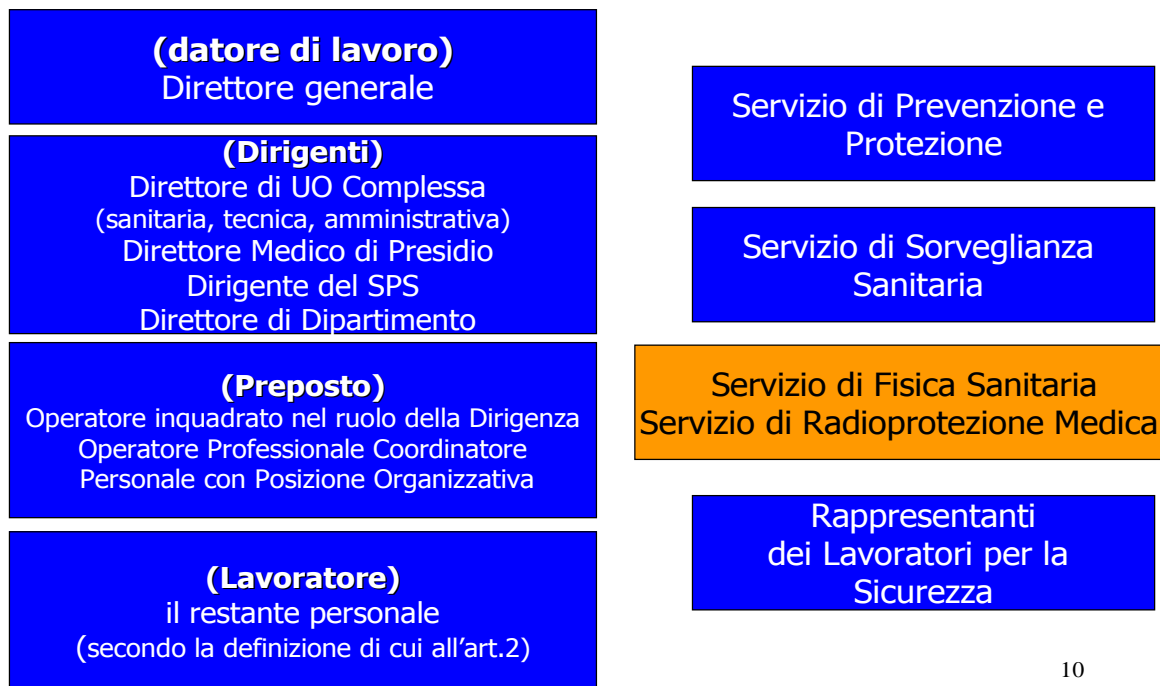 (datore di lavoro)
Direttore generale
(Dirigenti)
Direttore di UO Complessa
(sanitaria, tecnica, amministrativa)
Direttore Medico di Presidio
Dirigente del SPS
Direttore di Dipartimento
(Preposto)
Operatore inquadrato nel ruolo della Dirigenza
Operatore Professionale Coordinatore
Personale con Posizione Organizzativa
(Lavoratore)
il restante personale
(secondo la definizione di cui all'art.2)
Servizio di Prevenzione e
Protezione
Servizio di Sorveglianza
Sanitaria
Servizio di Fisica Sanitaria
Servizio di Radioprotezione Medica
Rappresentanti
dei Lavoratori per la
Sicurezza
10